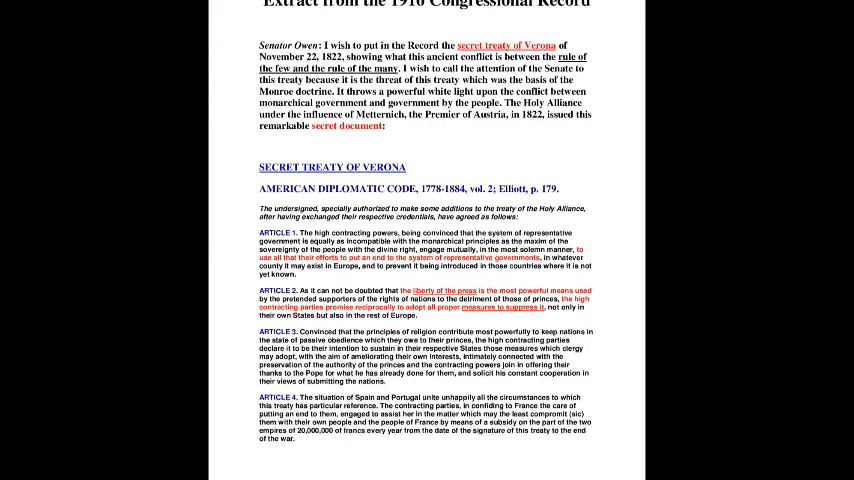 Extract from the 1916 Congressional Record
Senator Owen: I wish to put in the Record the secret treaty of Verona of
November 22, 1822, showing what this ancient conflict is between the rule of
the few and the rule of the many. I wish to call the attention of the Senate to
this treaty because it is the threat of this treaty which was the basis of the
Monroe doctrine. It throws a powerful white light upon the conflict between
monarchical government and government by the people. The Holy Alliance
under the influence of Metternich, the Premier of Austria, in 1822, issued this
remarkable secret document:
SECRET TREATY OF VERONA
AMERICAN DIPLOMATIC CODE, 1778-1884, vol. 2; Elliott, p. 179.
The undersigned, specially authorized to make some additions to the treaty of the Holy Alliance,
after having exchanged their respective credentials, have agreed as follows:
ARTICLE 1. The high contracting powers, being convinced that the system of representative
government is equally as incompatible with the monarchical principles as the maxim of the
sovereignty of the people with the divine right, engage mutually, in the most solemn manner, to
use all that their efforts to put an end to the system of representative governments, in whatever
county it may exist in Europe, and to prevent it being introduced in those countries where it is not
yet known.
ARTICLE 2. As it can not be doubted that the liberty of the press is the most powerful means used
by the pretended supporters of the rights of nations to the detriment of those of princes, the high
contracting parties promise reciprocally to adopt all proper measures to suppress it, not only in
their own States but also in the rest of Europe.
ARTICLE 3. Convinced that the principles of religion contribute most powerfully to keep nations in
the state of passive obedience which they owe to their princes, the high contracting parties
declare it to be their intention to sustain in their respective States those measures which clergy
may adopt, with the aim of ameliorating their own interests, intimately connected with the
preservation of the authority of the princes and the contracting powers join in offering their
thanks to the Pope for what he has already done for them, and solicit his constant cooperation in
their views of submitting the nations.
ARTICLE 4. The situation of Spain and Portugal unite unhappily all the circumstances to which
this treaty has particular reference. The contracting parties, in confiding to France the care of
putting an end to them, engaged to assist her in the matter which may the least compromit (sic)
them with their own people and the people of France by means of a subsidy on the part of the two
empires of 20,000,000 of francs every year from the date of the signature of this treaty to the end
of the war.